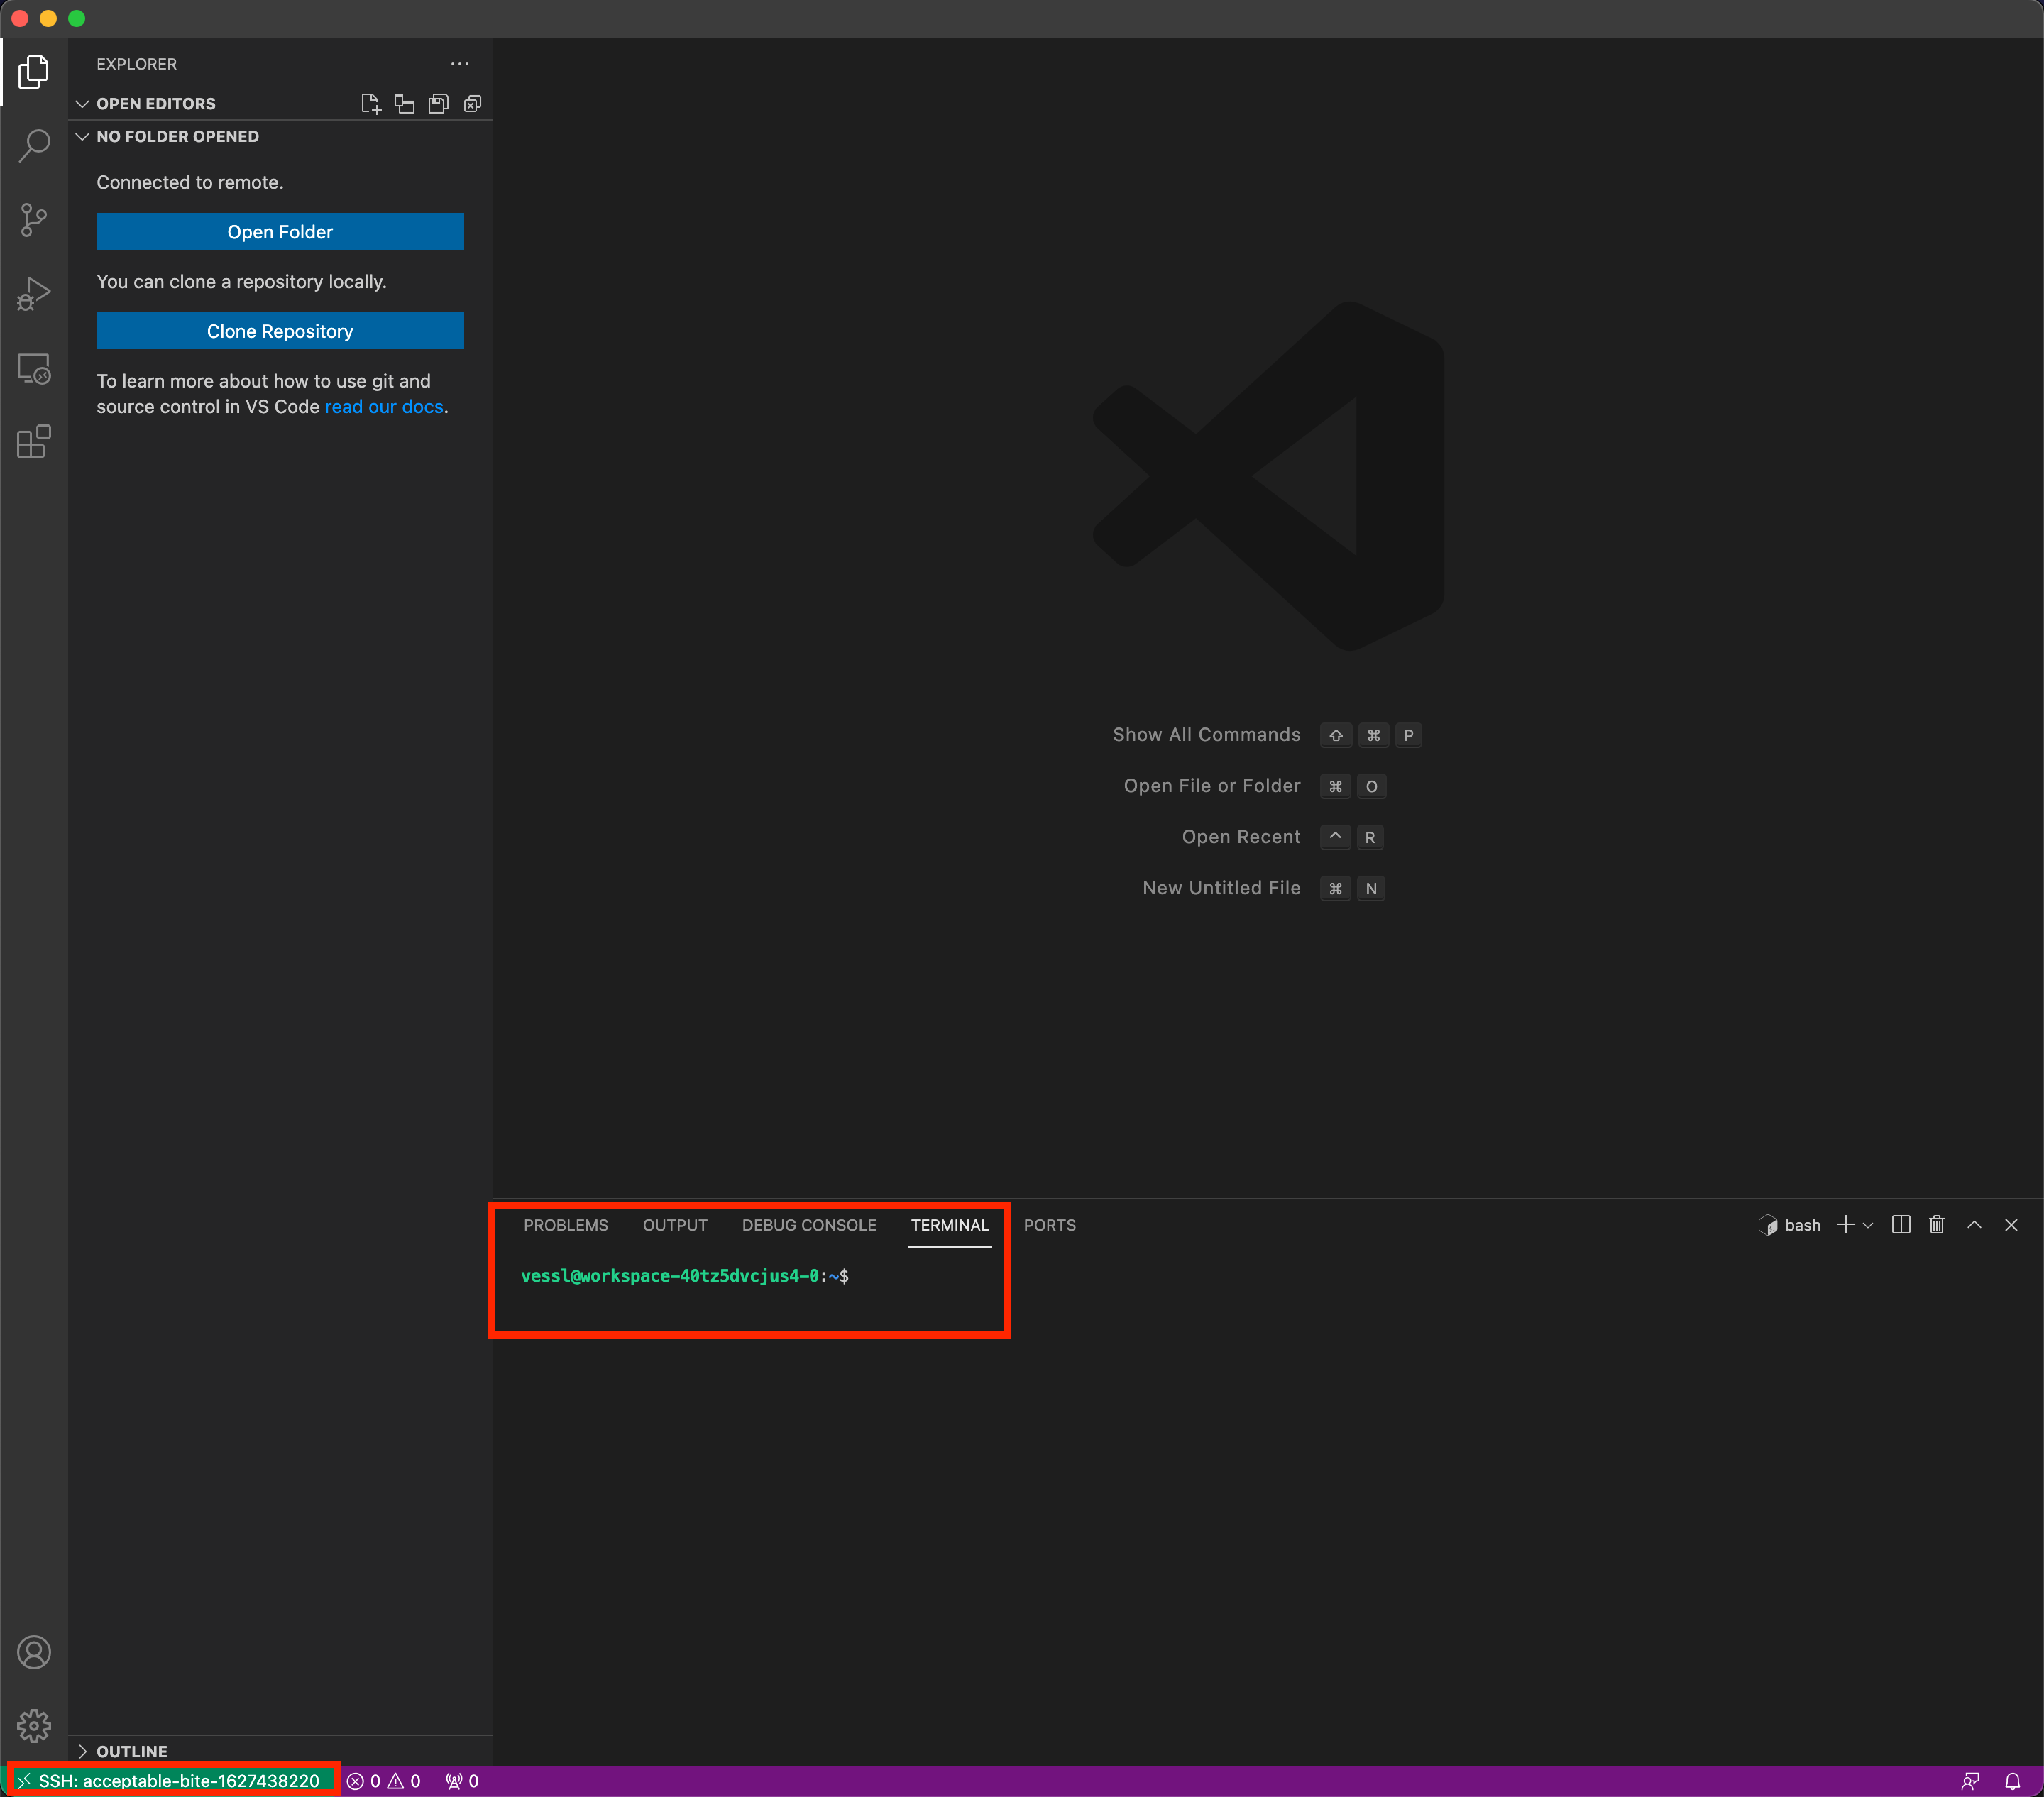 EXPLORER
OPEN EDITORS
NO FOLDER OPENED
Connected to remote.
Open Folder
You can clone a repository locally.
Clone Repository
To learn more about how to use git and
source control in VS Code read our docs.
Show All Commands ⇧ ⌘ P
Open File or Folder ⌘ O
Open Recent ^ R
New Untitled File ⌘ N
PROBLEMS OUTPUT DEBUG CONSOLE TERMINAL PORTS bash
vessl@workspace-40tz5dvcjus4-0:~$
OUTLINE
SSH: acceptable-bite-1627438220 0 0 0